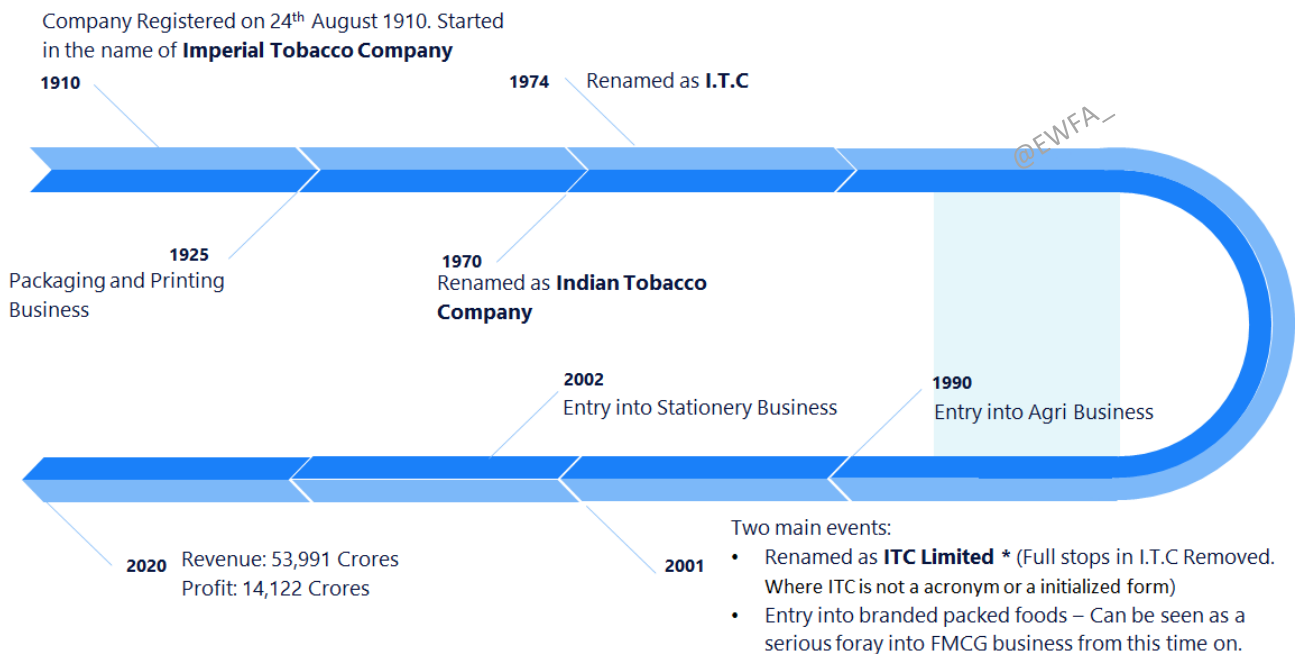 Company Registered on 24th August 1910. Started
in the name of Imperial Tobacco Company
1910
1974 Renamed as I.T.C
@EWFA_
1925
Packaging and Printing
Business
1970
Renamed as Indian Tobacco
Company
2002
Entry into Stationery Business
1990
Entry into Agri Business
2020 Revenue: 53,991 Crores
Profit: 14,122 Crores
2001
Two main events:
• Renamed as ITC Limited * (Full stops in I.T.C Removed.
Where ITC is not a acronym or a initialized form)
• Entry into branded packed foods – Can be seen as a
serious foray into FMCG business from this time on.